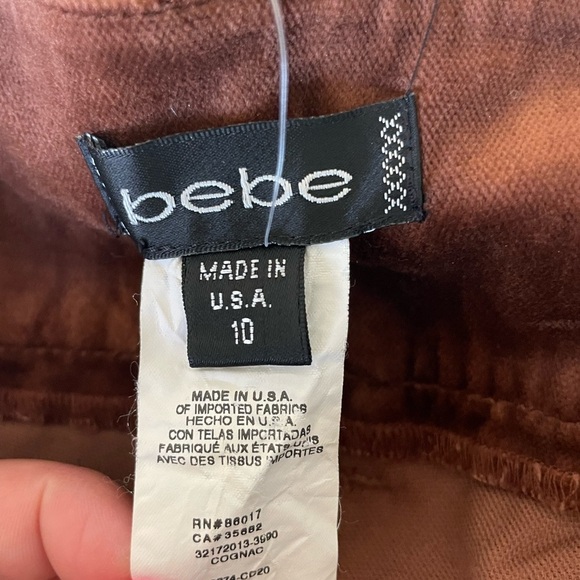 bebe
MADE IN
U.S.A.
10
MADE IN U.S.A.
OF IMPORTED FABRICS
HECHO EN U.S.A.
CON TELAS IMPORTADAS
FABRIQUÉ AUX ÉTATS UNIS
AVEC DES TISSUS IMPORTES
RN#86017
CA#35682
32172013-3990
COGNAC